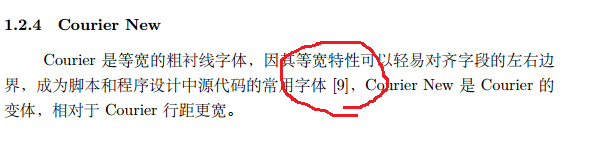 1.2.4 Courier New
Courier 是等宽的粗衬线字体，因其等宽特性可以轻易对齐字段的左右边
界，成为脚本和程序设计中源代码的常用字体 [9]，Courier New 是 Courier 的
变体，相对于 Courier 行距更宽。